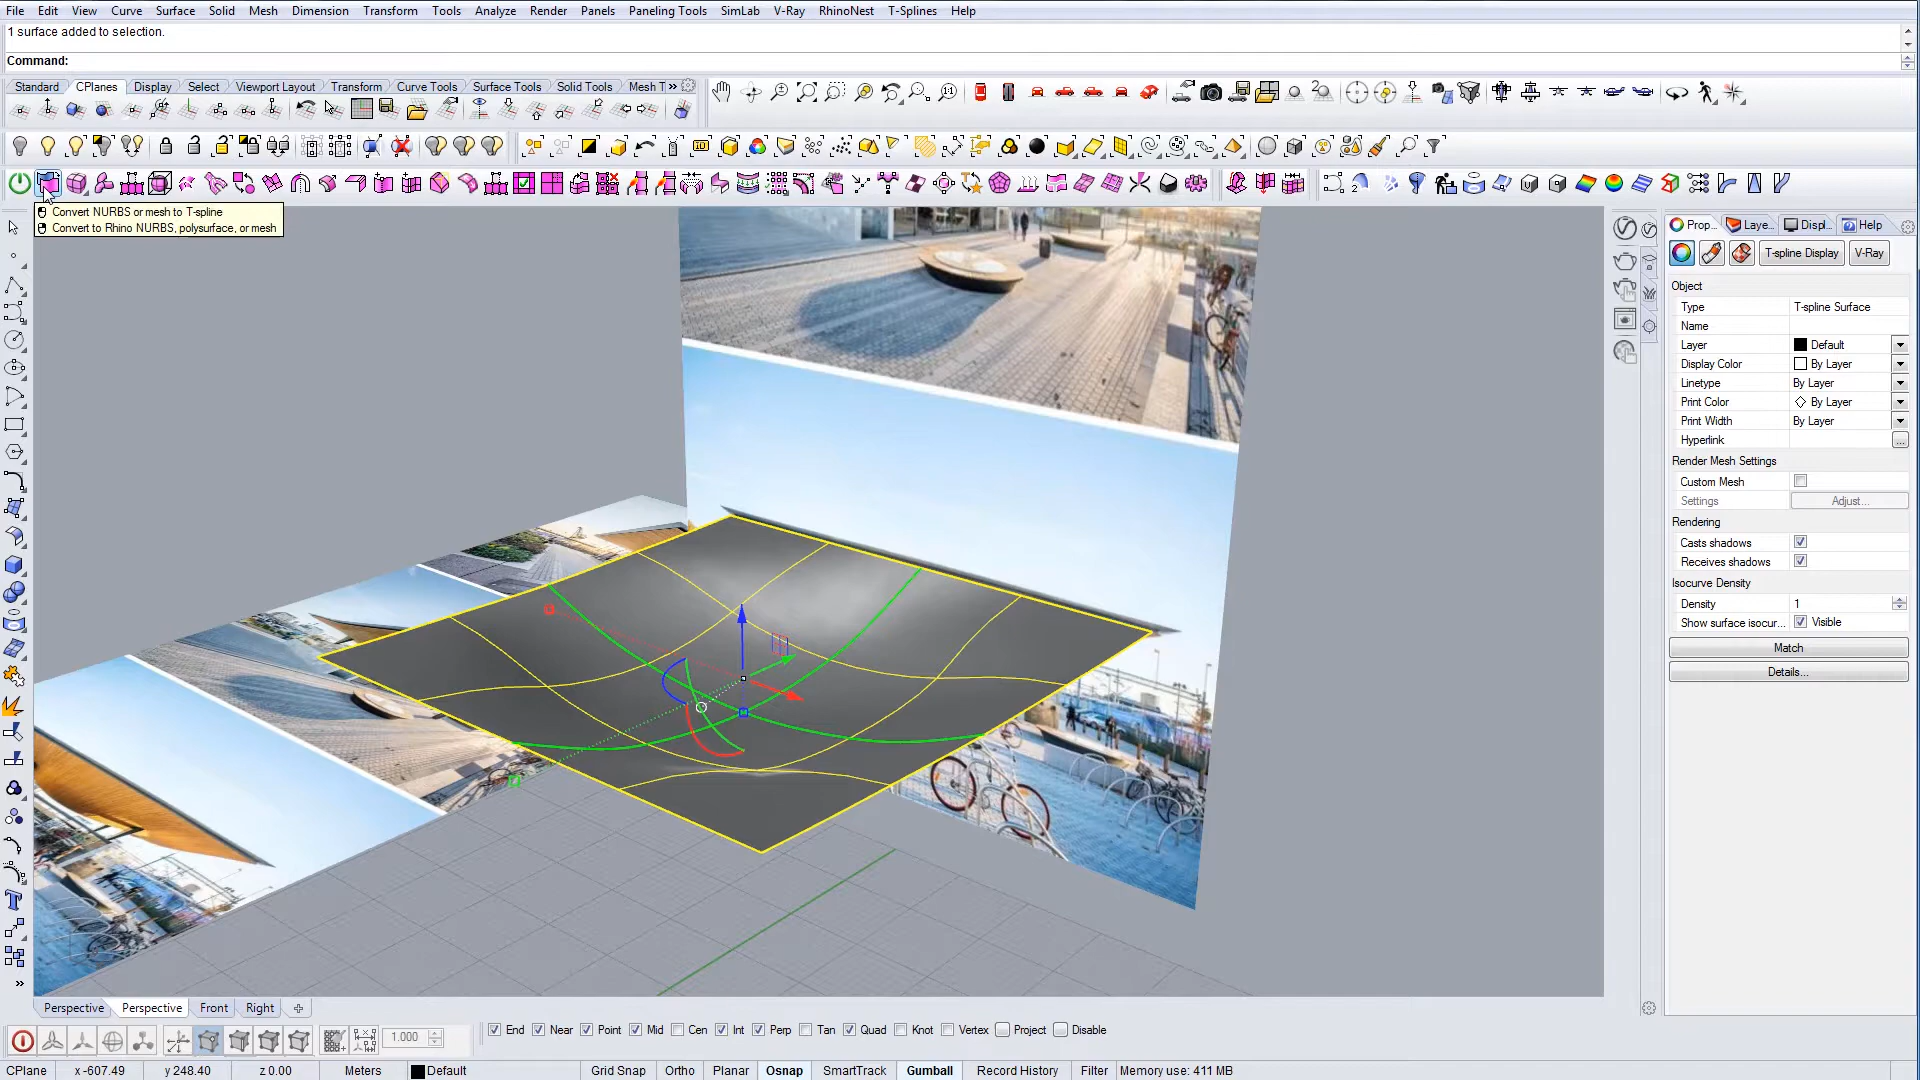 File Edit View Curve Surface Solid Mesh Dimension Transform Tools Analyze Render Panels Paneling Tools SimLab V-Ray RhinoNest T-Splines Help
1 surface added to selection.
Command:
Standard CPlanes Display Select Viewport Layout Transform Curve Tools Surface Tools Solid Tools Mesh T »
Convert NURBS or mesh to T-spline
Convert to Rhino NURBS, polysurface, or mesh
Prop... Laye... Displ... Help
T-spline Display V-Ray
Object
Type T-spline Surface
Name
Layer Default
Display Color By Layer
Linetype By Layer
Print Color By Layer
Print Width By Layer
Hyperlink ...
Render Mesh Settings
Custom Mesh
Settings Adjust...
Rendering
Casts shadows
Receives shadows
Isocurve Density
Density 1
Show surface isocur... Visible
Match
Details...
»
Perspective Perspective Front Right
1.000
End Near Point Mid Cen Int Perp Tan Quad Knot Vertex Project Disable
CPlane x -607.49 y 248.40 z 0.00 Meters Default Grid Snap Ortho Planar Osnap SmartTrack Gumball Record History Filter Memory use: 411 MB